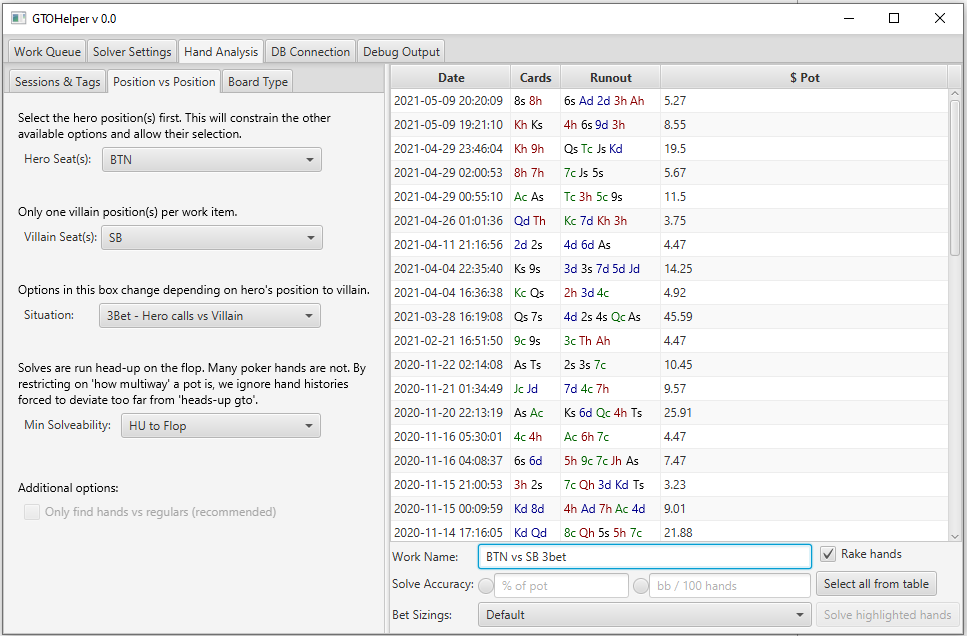 GTOHelper v 0.0
Work Queue Solver Settings Hand Analysis DB Connection Debug Output
Sessions & Tags Position vs Position Board Type
Select the hero position(s) first. This will constrain the other
available options and allow their selection.
Hero Seat(s): BTN
Only one villain position(s) per work item.
Villain Seat(s): SB
Options in this box change depending on hero's position to villain.
Situation: 3Bet - Hero calls vs Villain
Solves are run head-up on the flop. Many poker hands are not. By
restricting on 'how multiway' a pot is, we ignore hand histories
forced to deviate too far from 'heads-up gto'.
Min Solveability: HU to Flop
Additional options:
Only find hands vs regulars (recommended)
Date Cards Runout $ Pot
2021-05-09 20:20:09 8s 8h 6s Ad 2d 3h Ah 5.27
2021-05-09 19:21:10 Kh Ks 4h 6s 9d 3h 8.55
2021-04-29 23:46:04 Kh 9h Qs Tc Js Kd 19.5
2021-04-29 02:00:53 8h 7h 7c Js 5s 5.67
2021-04-29 00:55:10 Ac As Tc 3h 5c 9s 11.5
2021-04-26 01:01:36 Qd Th Kc 7d Kh 3h 3.75
2021-04-11 21:16:56 2d 2s 4d 6d As 4.47
2021-04-04 22:35:40 Ks 9s 3d 3s 7d 5d Jd 14.25
2021-04-04 16:36:38 Kc Qs 2h 3d 4c 4.92
2021-03-28 16:19:08 Qs 7s 4d 2s 4s Qc As 45.59
2021-02-21 16:51:50 9c 9s 3c Th Ah 4.47
2020-11-22 02:14:08 As Ts 2s 3s 7c 10.45
2020-11-21 01:34:49 Jc Jd 7d 4c 7h 9.57
2020-11-20 22:13:19 As Ac Ks 6d Qc 4h Ts 25.91
2020-11-16 05:30:01 4c 4h Ac 6h 7c 4.47
2020-11-16 04:08:37 6s 6d 5h 9c 7c Jh As 7.47
2020-11-15 21:00:53 3h 2s 7c Qh 3d Kd Ts 3.23
2020-11-15 00:09:59 Kd 8d 4h Ad 7h Ac 4d 9.01
2020-11-14 17:16:05 Kd Qd 8c Qh 5s 5h 7c 21.88
Work Name: BTN vs SB 3bet Rake hands
Solve Accuracy: % of pot bb / 100 hands Select all from table
Bet Sizings: Default Solve highlighted hands